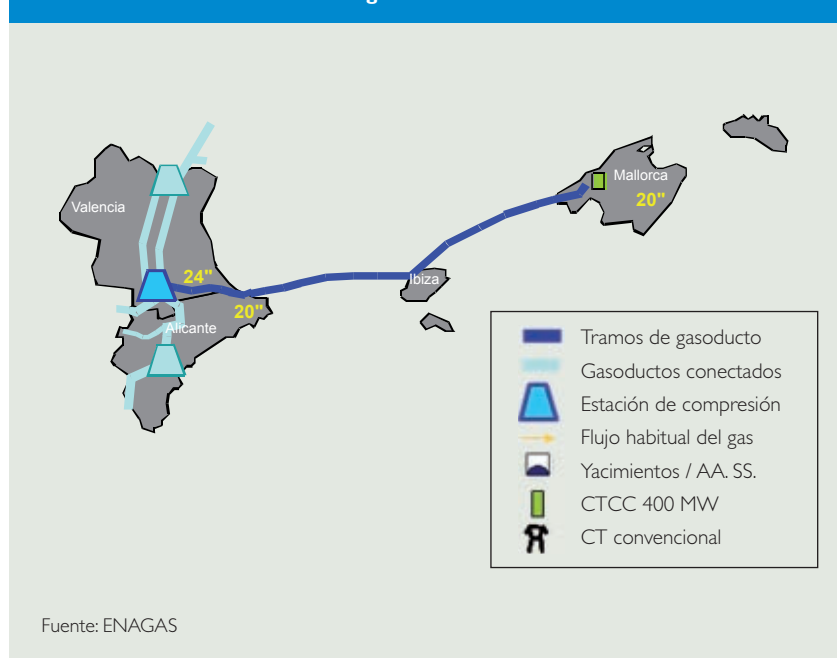 Mallorca
20"
Valencia
24"
Ibiza
20"
Alicante
Tramos de gasoducto
Gasoductos conectados
Estación de compresión
Flujo habitual del gas
Yacimientos / AA. SS.
CTCC 400 MW
CT convencional
Fuente: ENAGAS